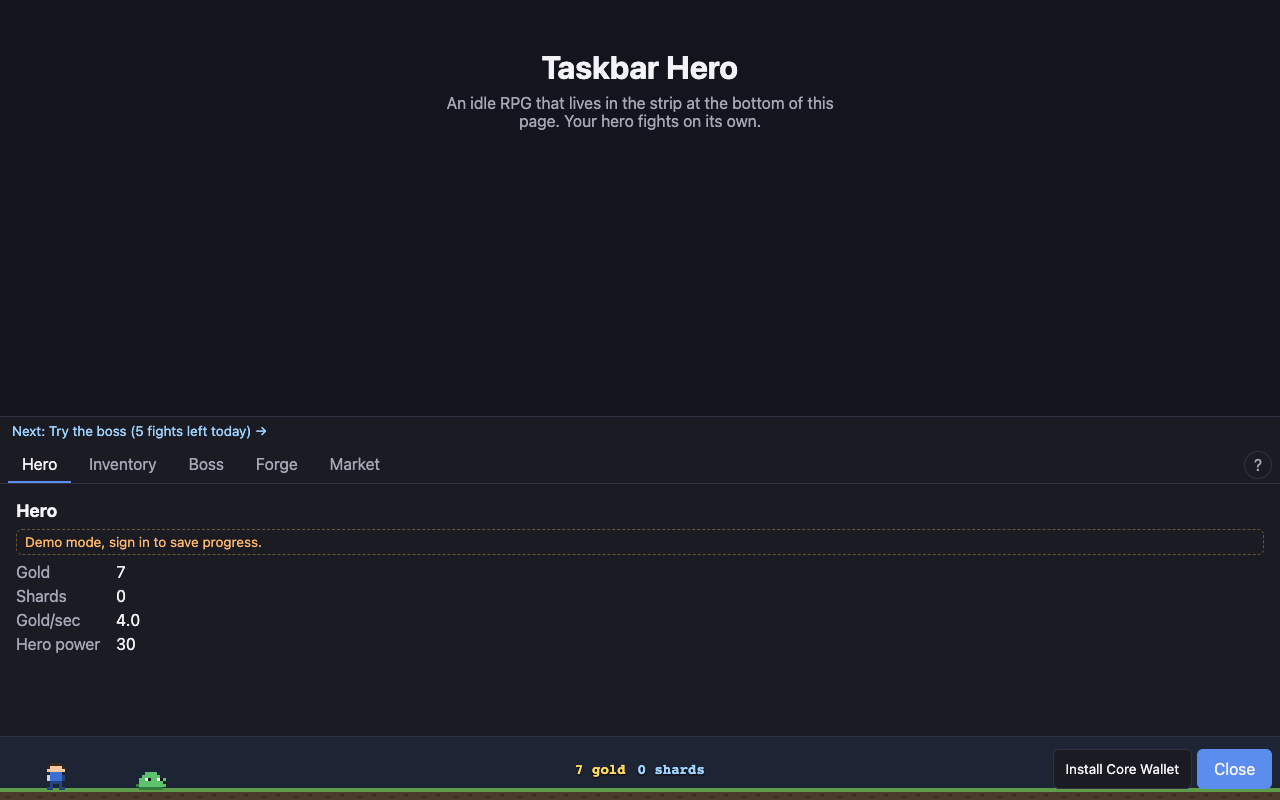 Taskbar Hero
An idle RPG that lives in the strip at the bottom of this
page. Your hero fights on its own.
Next: Try the boss (5 fights left today) →
Hero Inventory Boss Forge Market ?
Hero
Demo mode, sign in to save progress.
Gold 7
Shards 0
Gold/sec 4.0
Hero power 30
7 gold 0 shards Install Core Wallet Close